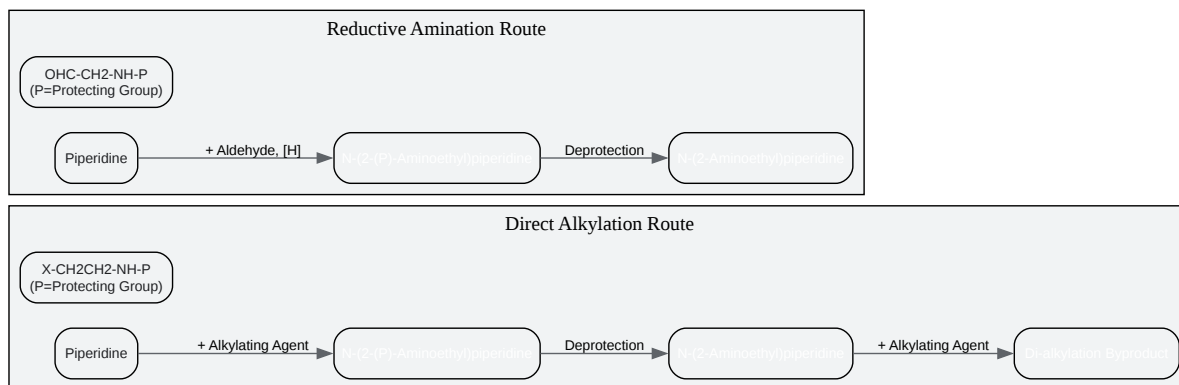 Reductive Amination Route
OHC-CH2-NH-P
(P=Protecting Group)
Piperidine
+ Aldehyde, [H]
N-(2-(P)-Aminoethyl)piperidine
Deprotection
N-(2-Aminoethyl)piperidine
Direct Alkylation Route
X-CH2CH2-NH-P
(P=Protecting Group)
Piperidine
+ Alkylating Agent
N-(2-(P)-Aminoethyl)piperidine
Deprotection
N-(2-Aminoethyl)piperidine
+ Alkylating Agent
Di-alkylation Byproduct